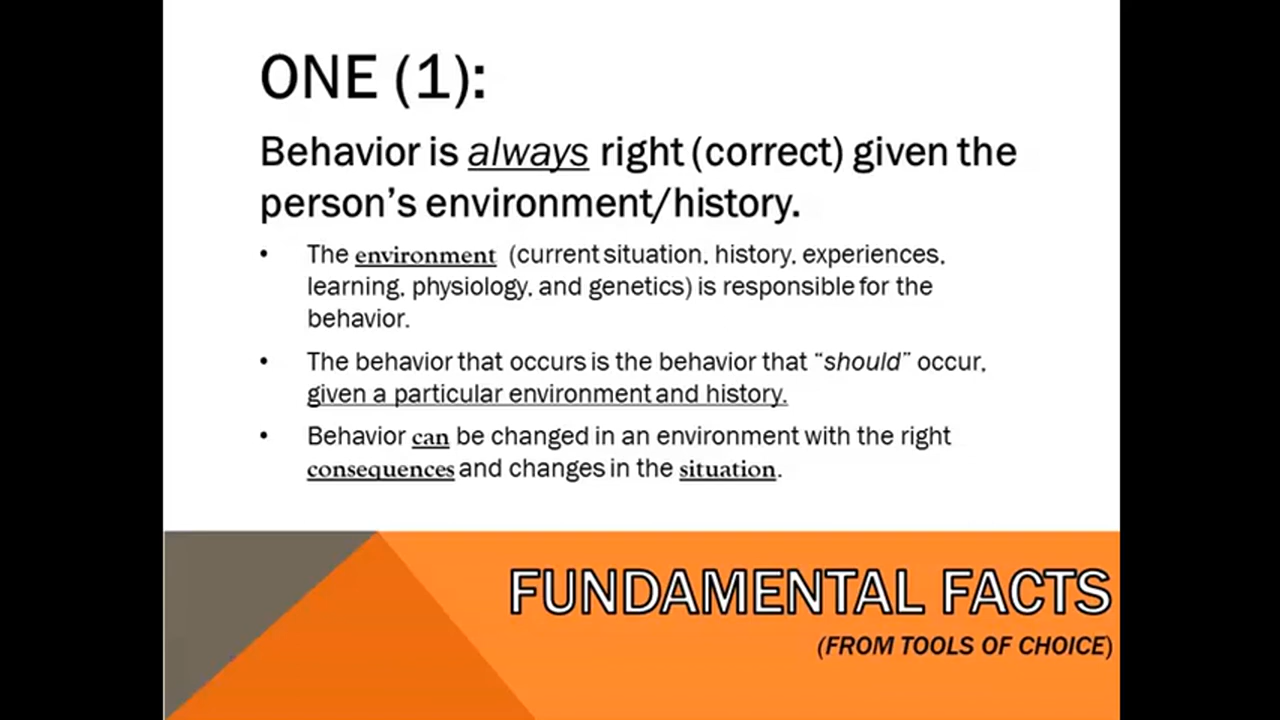 ONE (1):
Behavior is always right (correct) given the
person’s environment/history.
• The environment (current situation, history, experiences,
learning, physiology, and genetics) is responsible for the
behavior.
• The behavior that occurs is the behavior that “should” occur,
given a particular environment and history.
• Behavior can be changed in an environment with the right
consequences and changes in the situation.
FUNDAMENTAL FACTS
(FROM TOOLS OF CHOICE)